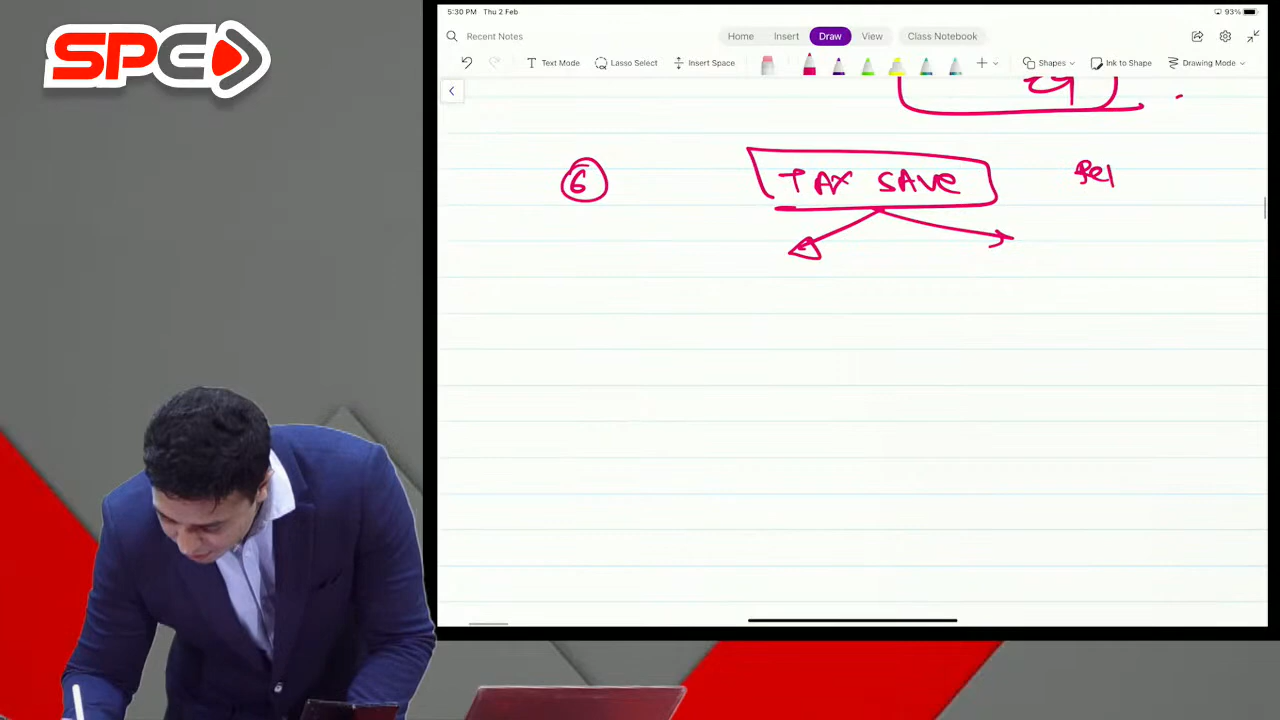 SPE
5:30 PM Thu 2 Feb
93%
Recent Notes
Home Insert Draw View Class Notebook
Text Mode Lasso Select Insert Space Shapes Ink to Shape Drawing Mode
6 TAX SAVE Rel